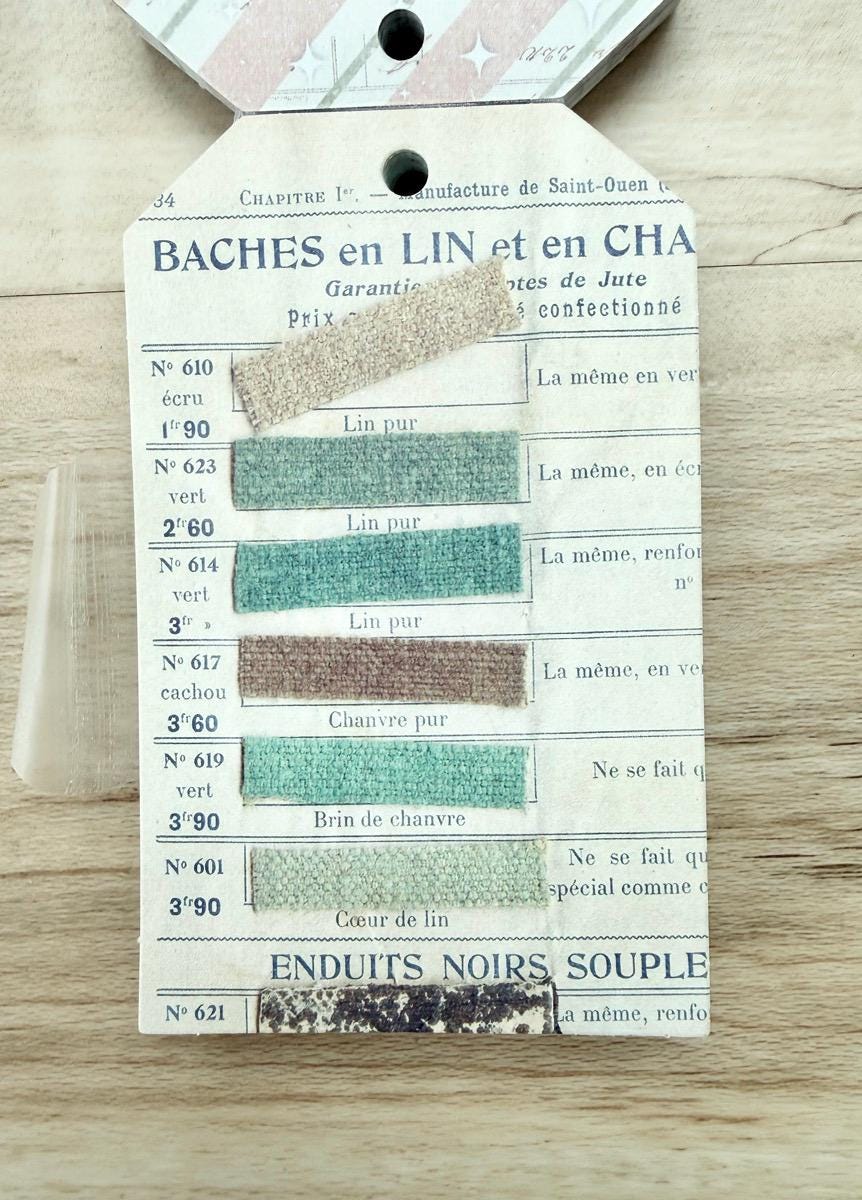 34 CHAPITRE Ier. — Manufacture de Saint-Ouen
BACHES en LIN et en CHA
Garantie ptes de Jute
Prix é confectionné
No 610
écru
1fr90
Lin pur
La même en ver
No 623
vert
2fr60
Lin pur
La même, en écr
No 614
vert
3fr »
Lin pur
La même, renfor
no
No 617
cachou
3fr60
Chanvre pur
La même, en ve
No 619
vert
3fr90
Brin de chanvre
Ne se fait q
No 601
3fr90
Cœur de lin
Ne se fait qu
spécial comme c
ENDUITS NOIRS SOUPLE
No 621
La même, renfo